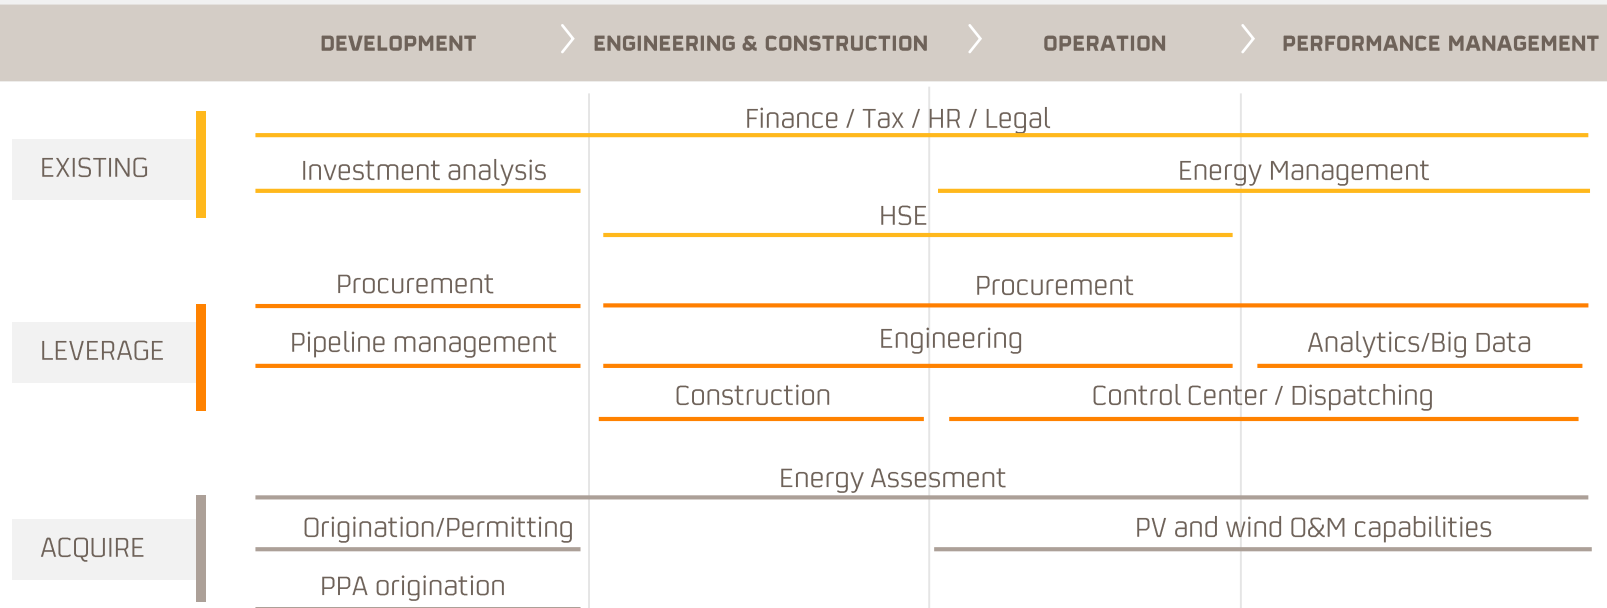 DEVELOPMENT ENGINEERING & CONSTRUCTION OPERATION PERFORMANCE MANAGEMENT
Finance / Tax / HR / Legal
EXISTING Investment analysis Energy Management
HSE
Procurement Procurement
LEVERAGE Pipeline management Engineering Analytics/Big Data
Construction Control Center / Dispatching
Energy Assesment
Origination/Permitting PV and wind O&M capabilities
ACQUIRE
PPA origination